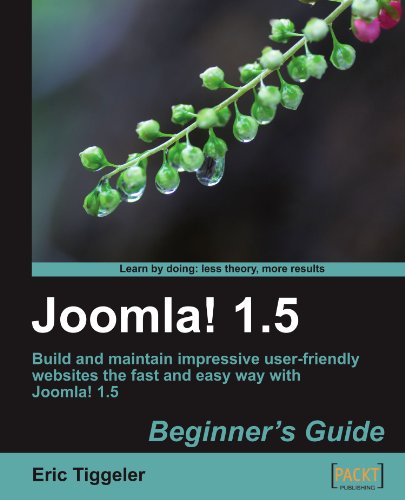 Learn by doing: less theory, more results
Joomla! 1.5
Build and maintain impressive user-friendly
websites the fast and easy way with
Joomla! 1.5
Beginner's Guide
Eric Tiggeler
PACKT
PUBLISHING